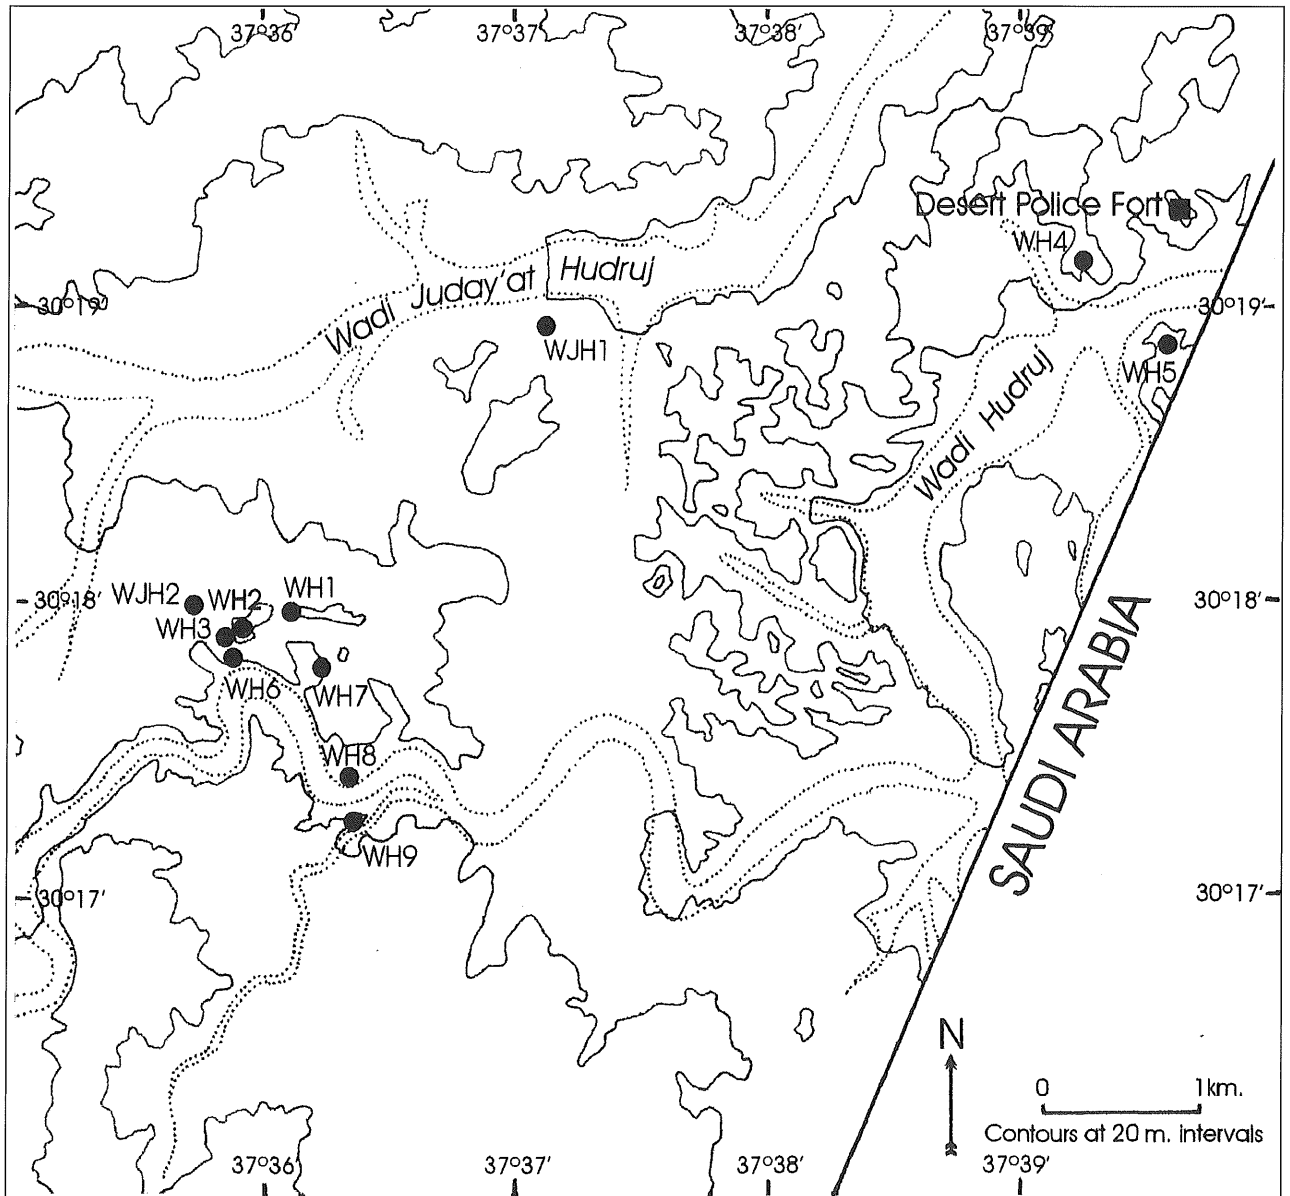 37°36′ 37°37′ 37°38′ 37°39′
Desert Police Fort
WH4
Wadi Juday'at Hudruj
30°19′ 30°19′
WJH1
WH5
Wadi Hudruj
30°18′ 30°18′
WJH2 WH2 WH1
WH3
WH6 WH7
WH8
WH9
SAUDI ARABIA
30°17′ 30°17′
N
0 1km.
Contours at 20 m. intervals
37°36′ 37°37′ 37°38′ 37°39′